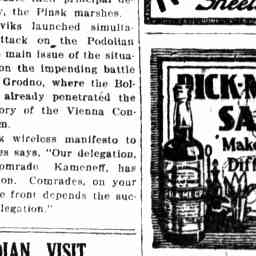 y, the Pinsk marshes.
viks launched simulta-
ttack on the Podolian
main issue of the situa-
on the impending battle
Grodno, where the Bol-
already penetrated the
ory of the Vienna Con-
m.
k wireless manifesto to
es says, "Our delegation,
omrade Kameneff, has
on. Comrades, on your
e front depends the suc-
legation."
DIAN VISIT
Sheet
PICK-M
SA
'Make
Diff